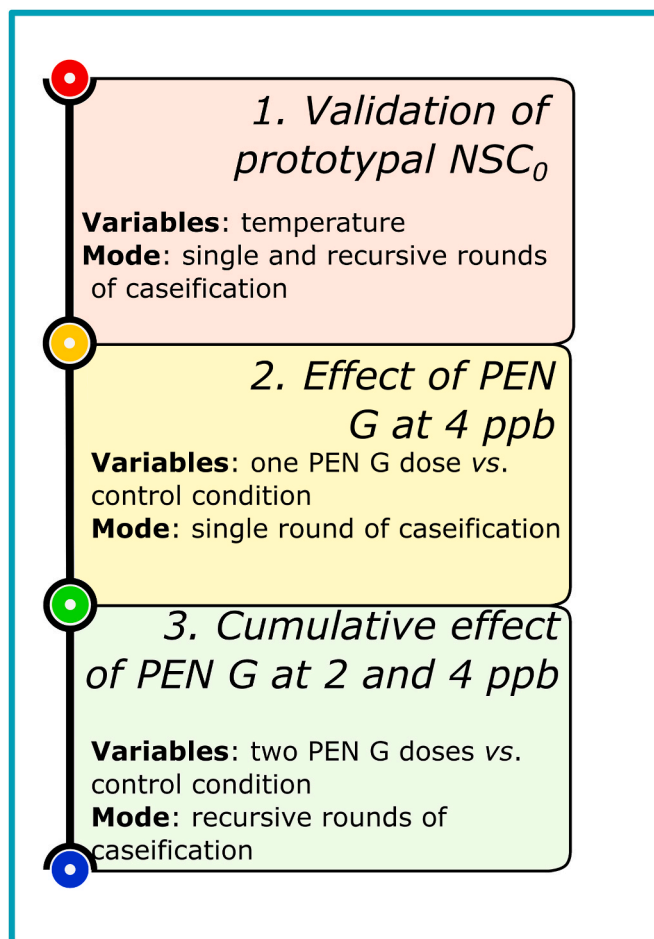 1. Validation of
prototypal NSC₀
Variables: temperature
Mode: single and recursive rounds
of caseification
2. Effect of PEN
G at 4 ppb
Variables: one PEN G dose vs.
control condition
Mode: single round of caseification
3. Cumulative effect
of PEN G at 2 and 4 ppb
Variables: two PEN G doses vs.
control condition
Mode: recursive rounds of
caseification